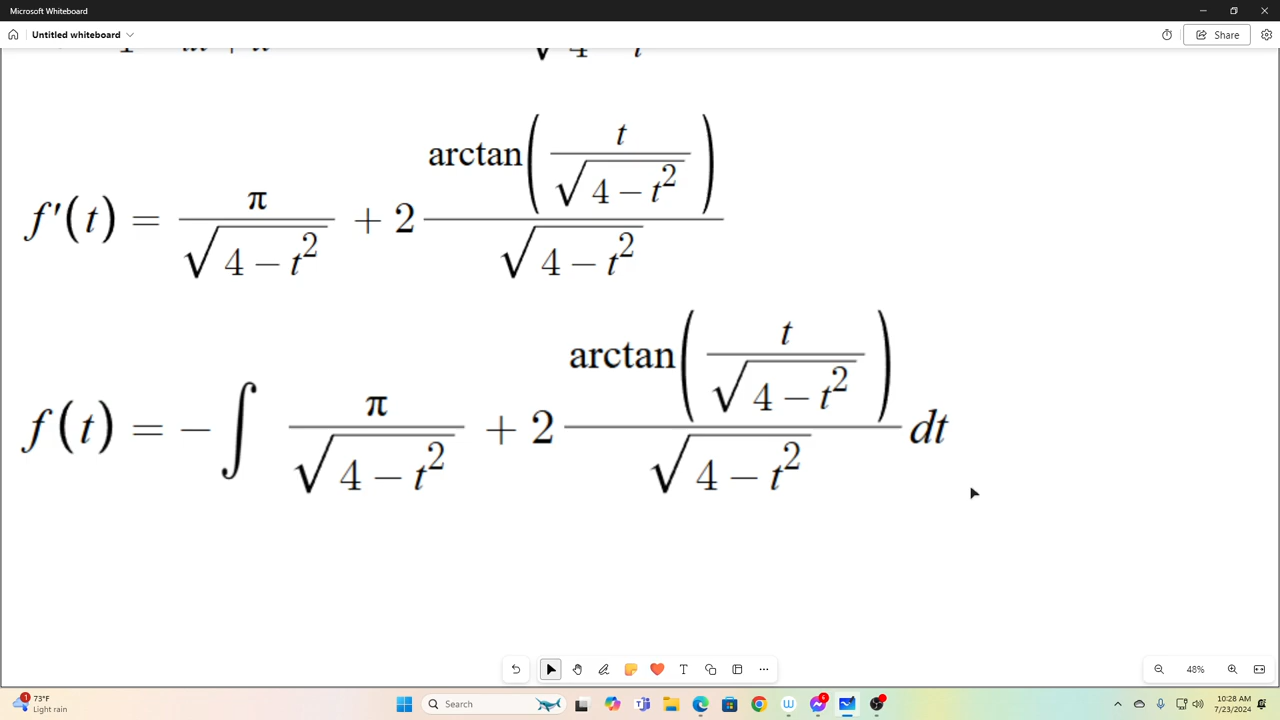 Microsoft Whiteboard
Untitled whiteboard
Share
f'(t) = π/√(4 − t²) + 2 arctan(t/√(4 − t²))/√(4 − t²)
f(t) = −∫ π/√(4 − t²) + 2 arctan(t/√(4 − t²))/√(4 − t²) dt
48%
73°F
Light rain
Search
10:28 AM
7/23/2024